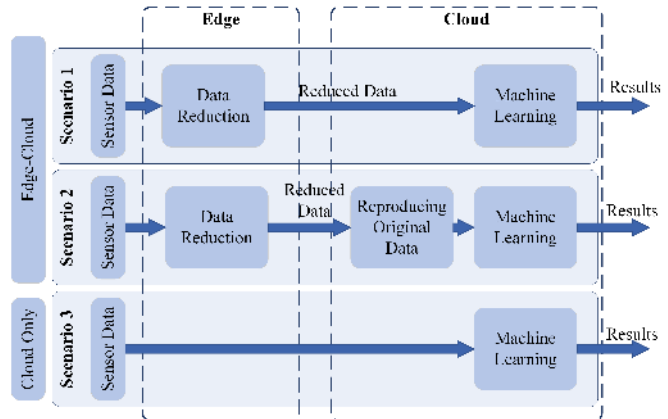 Edge
Cloud
Edge-Cloud
Scenario 1
Sensor Data
Data
Reduction
Reduced Data
Machine
Learning
Results
Scenario 2
Sensor Data
Data
Reduction
Reduced
Data
Reproducing
Original
Data
Machine
Learning
Results
Cloud Only
Scenario 3
Sensor Data
Machine
Learning
Results